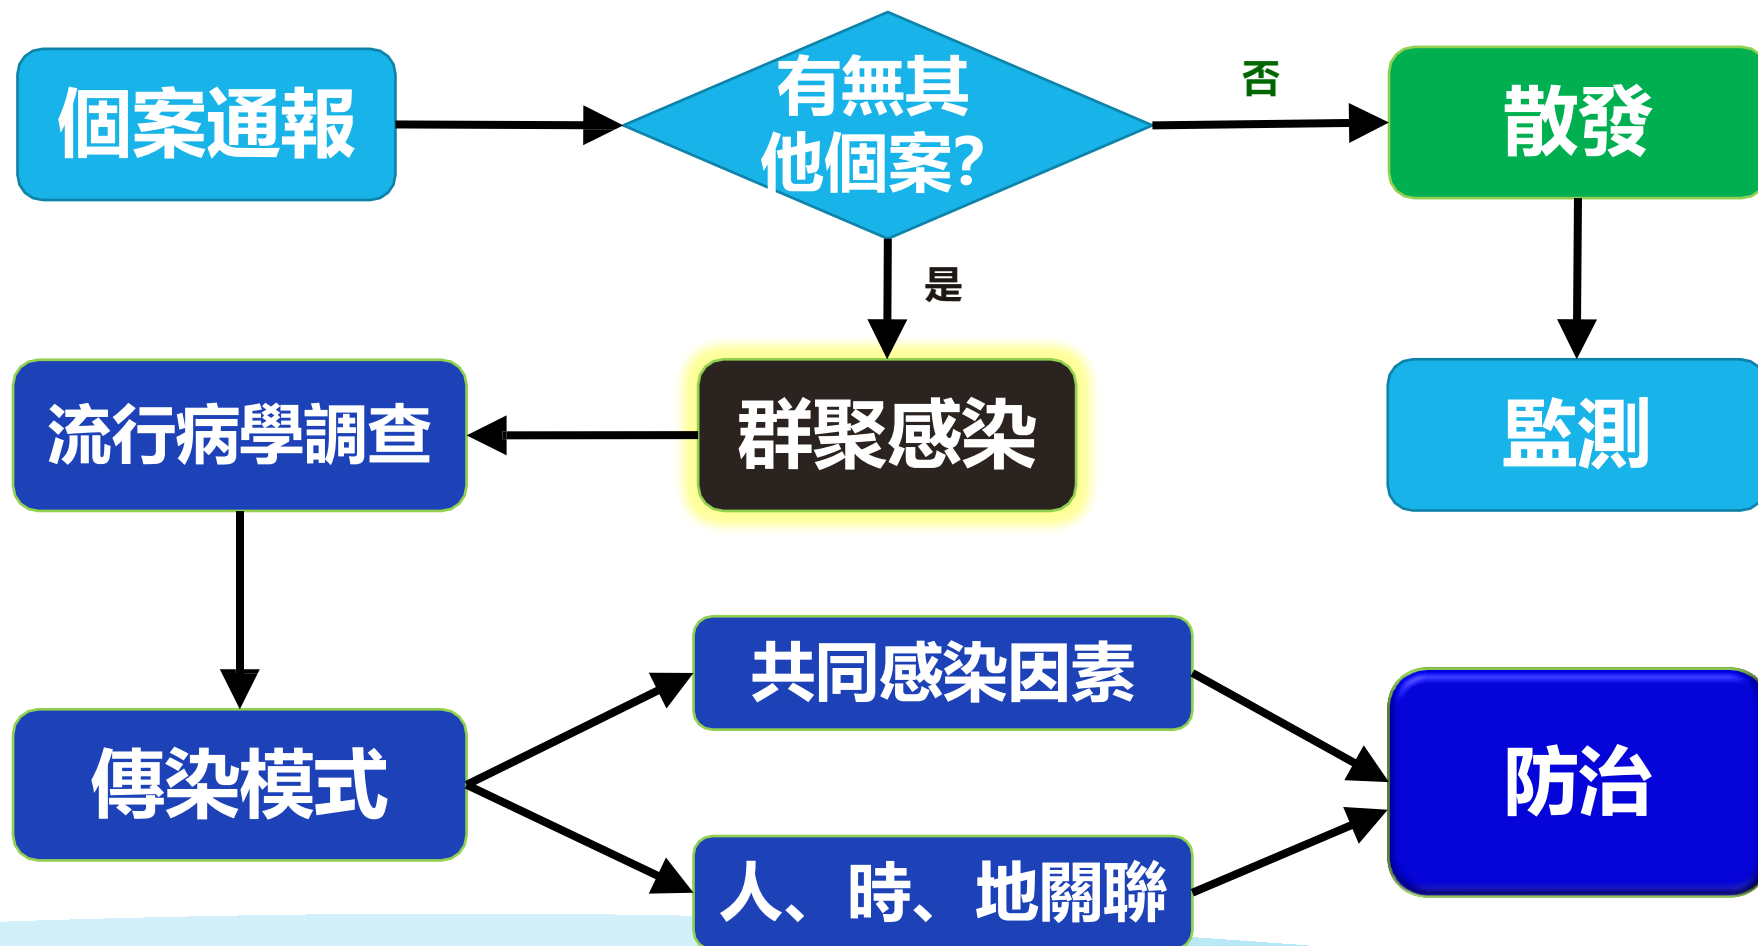 個案通報
有無其
他個案?
否
散發
是
流行病學調查
群聚感染
監測
共同感染因素
傳染模式
防治
人、時、地關聯